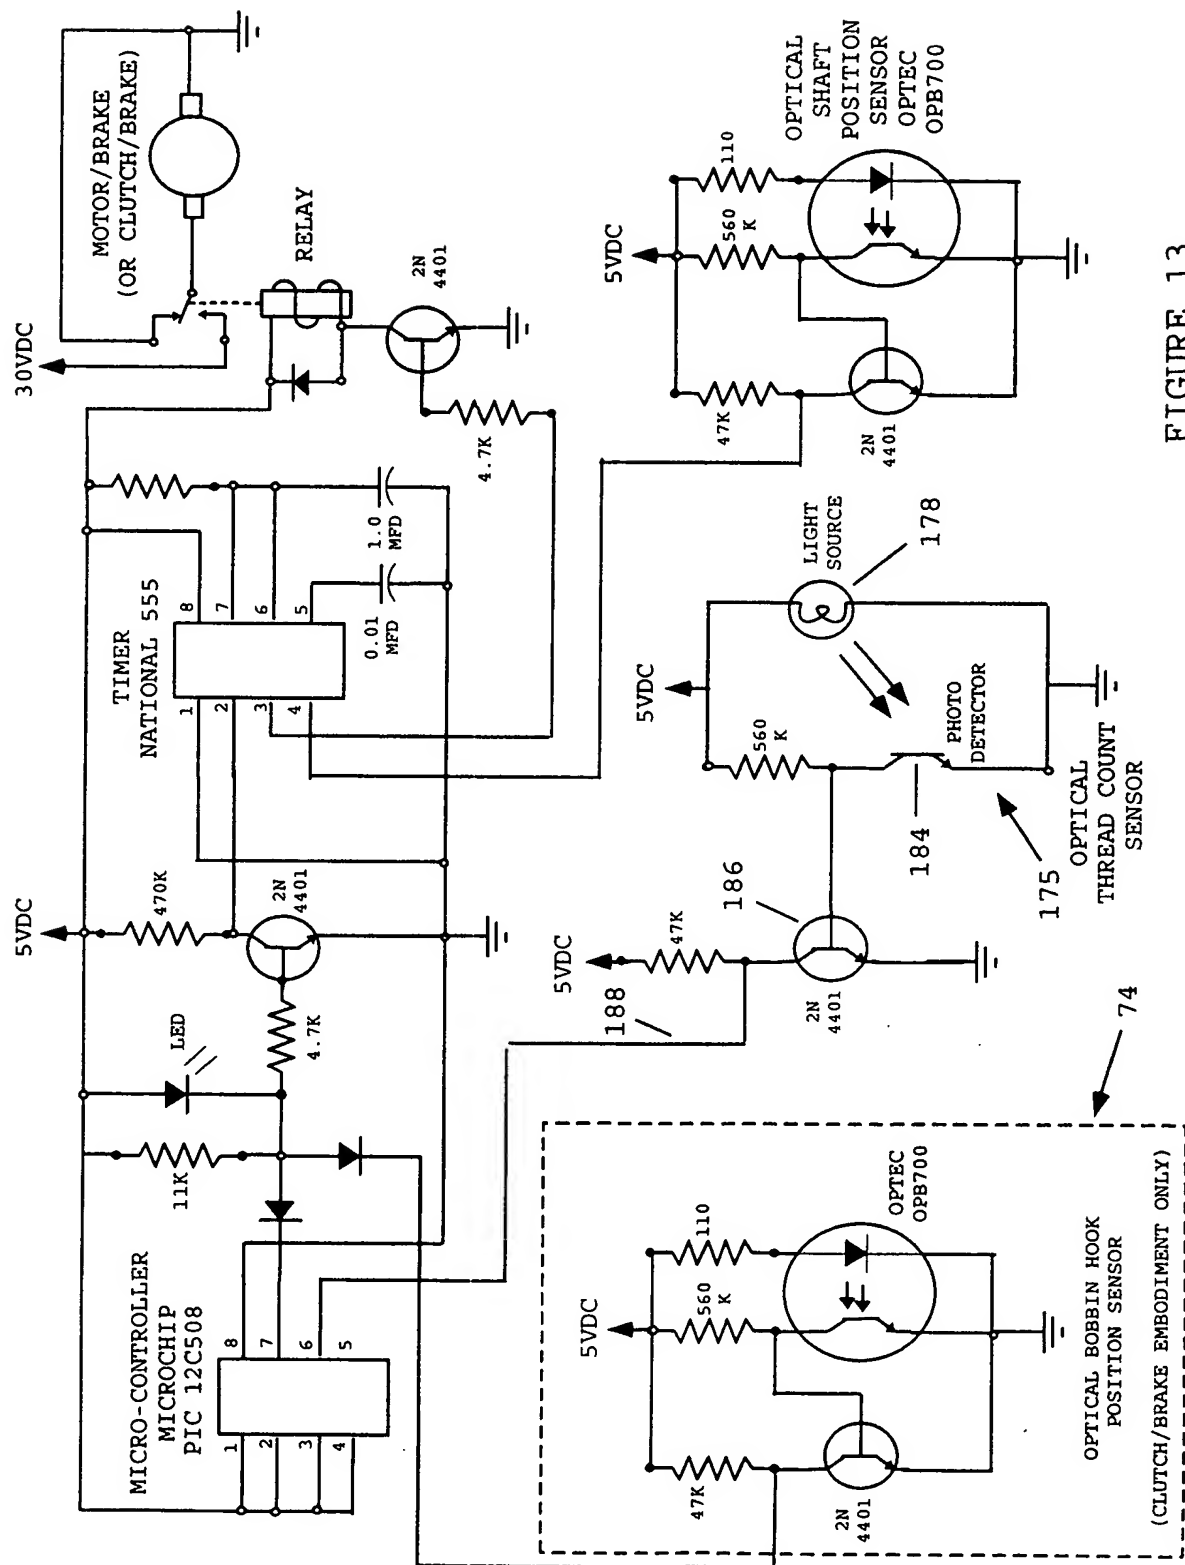 MOTOR/BRAKE
(OR CLUTCH/BRAKE)
30VDC
RELAY
2N
4401
4.7K
TIMER
NATIONAL 555
1
2
3
4
8
7
6
5
0.01
MFD
1.0
MFD
5VDC
470K
2N
4401
4.7K
LED
11K
MICRO-CONTROLLER
MICROCHIP
PIC 12C508
1
2
3
4
8
7
6
5
OPTICAL
SHAFT
POSITION
SENSOR
OPTEC
OPB700
5VDC
110
560
K
47K
2N
4401
LIGHT
SOURCE
178
5VDC
560
K
PHOTO
DETECTOR
184
175
OPTICAL
THREAD COUNT
SENSOR
5VDC
47K
188
186
2N
4401
74
5VDC
110
560
K
47K
2N
4401
OPTEC
OPB700
OPTICAL BOBBIN HOOK
POSITION SENSOR
(CLUTCH/BRAKE EMBODIMENT ONLY)
FIGURE 13